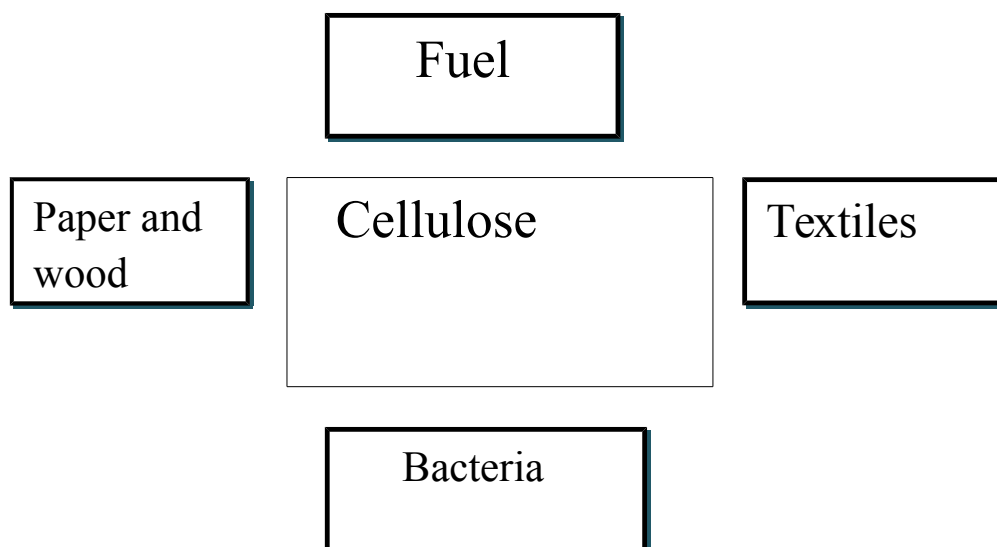 Fuel
Paper and
wood
Cellulose
Textiles
Bacteria